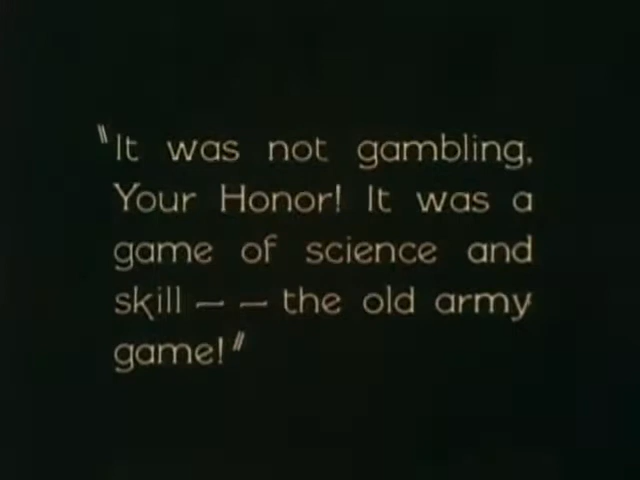 "It was not gambling,
Your Honor! It was a
game of science and
skill — — the old army
game!"